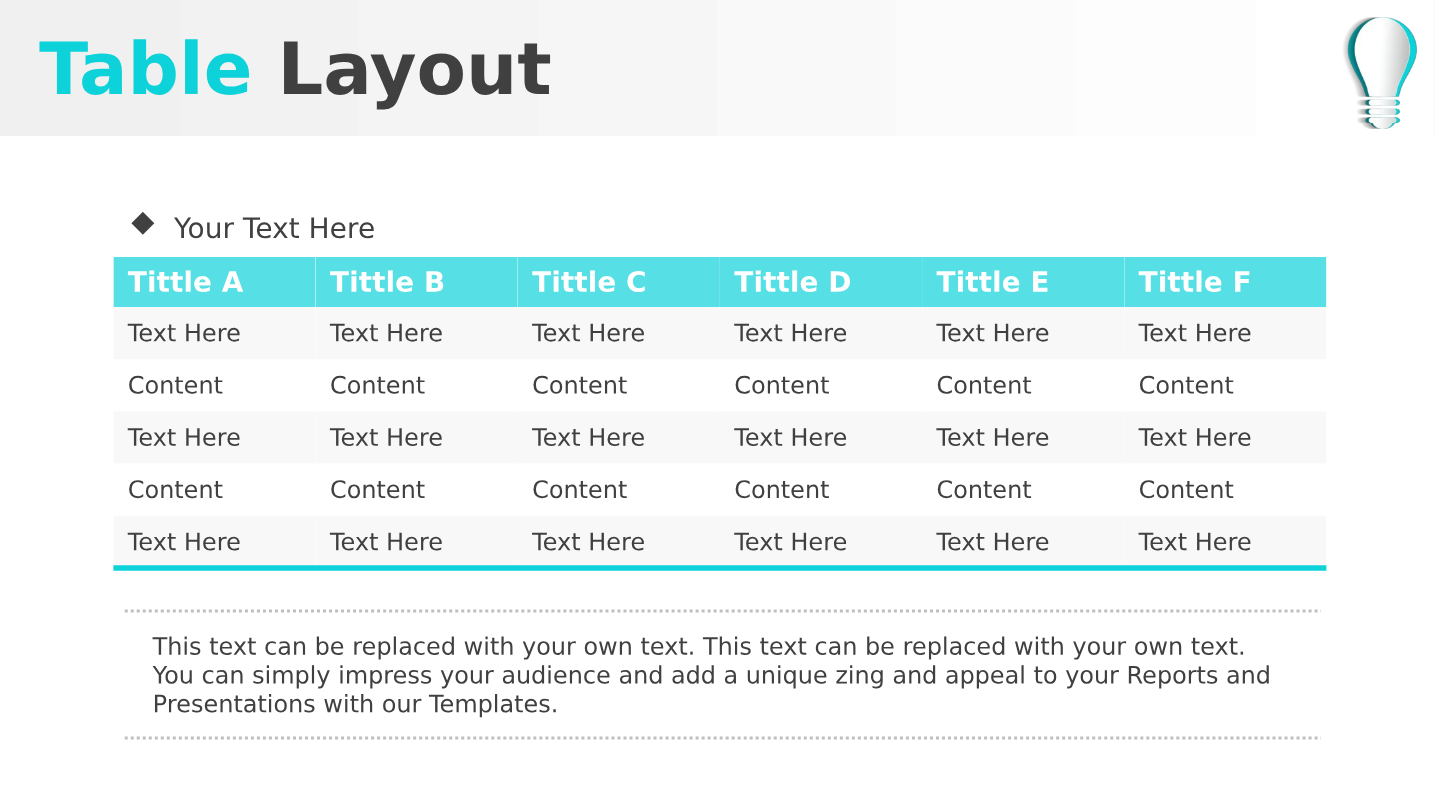 Table Layout
◆ Your Text Here
Tittle A Tittle B Tittle C Tittle D Tittle E Tittle F
Text Here Text Here Text Here Text Here Text Here Text Here
Content Content Content Content Content Content
Text Here Text Here Text Here Text Here Text Here Text Here
Content Content Content Content Content Content
Text Here Text Here Text Here Text Here Text Here Text Here
This text can be replaced with your own text. This text can be replaced with your own text.
You can simply impress your audience and add a unique zing and appeal to your Reports and
Presentations with our Templates.